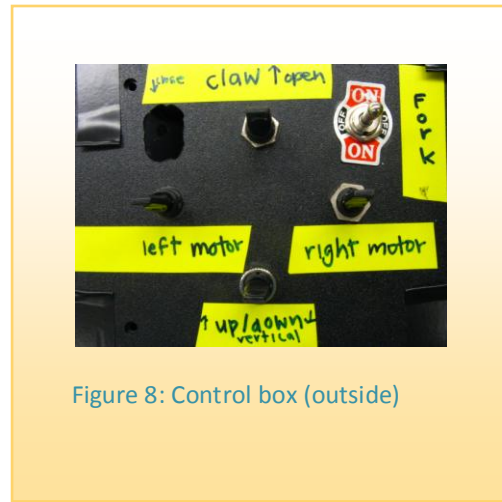 ↓close claw ↑open
ON
OFF OFF
ON
Fork
left motor
right motor
↑ up/down ↓
vertical
Figure 8: Control box (outside)